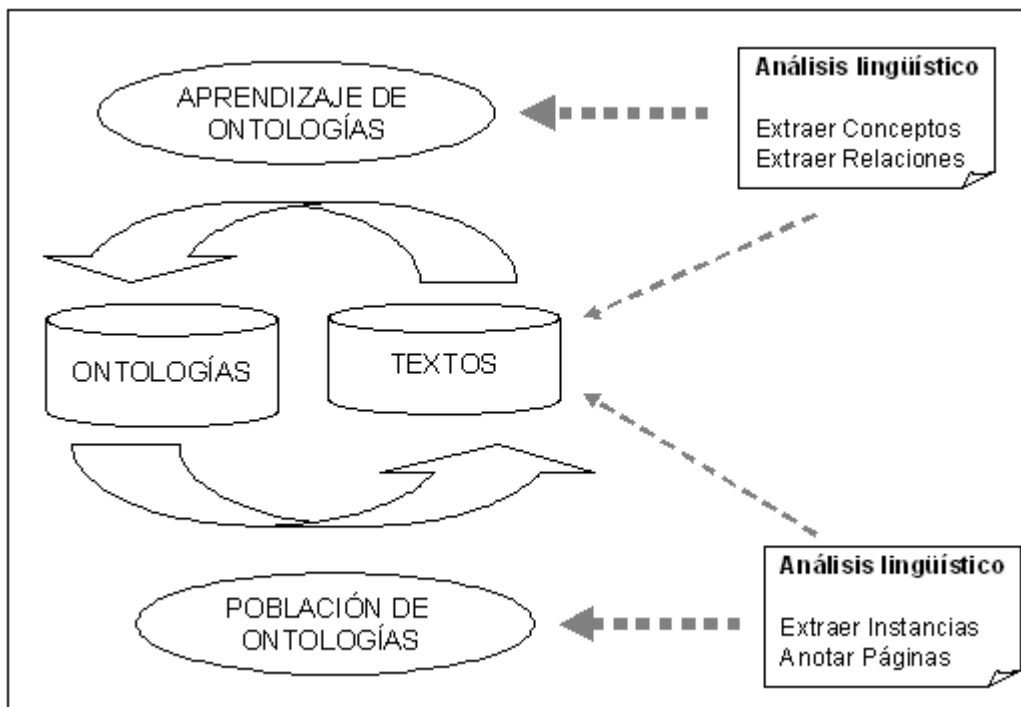 APRENDIZAJE DE
ONTOLOGÍAS
Análisis lingüístico
Extraer Conceptos
Extraer Relaciones
ONTOLOGÍAS
TEXTOS
POBLACIÓN DE
ONTOLOGÍAS
Análisis lingüístico
Extraer Instancias
Anotar Páginas